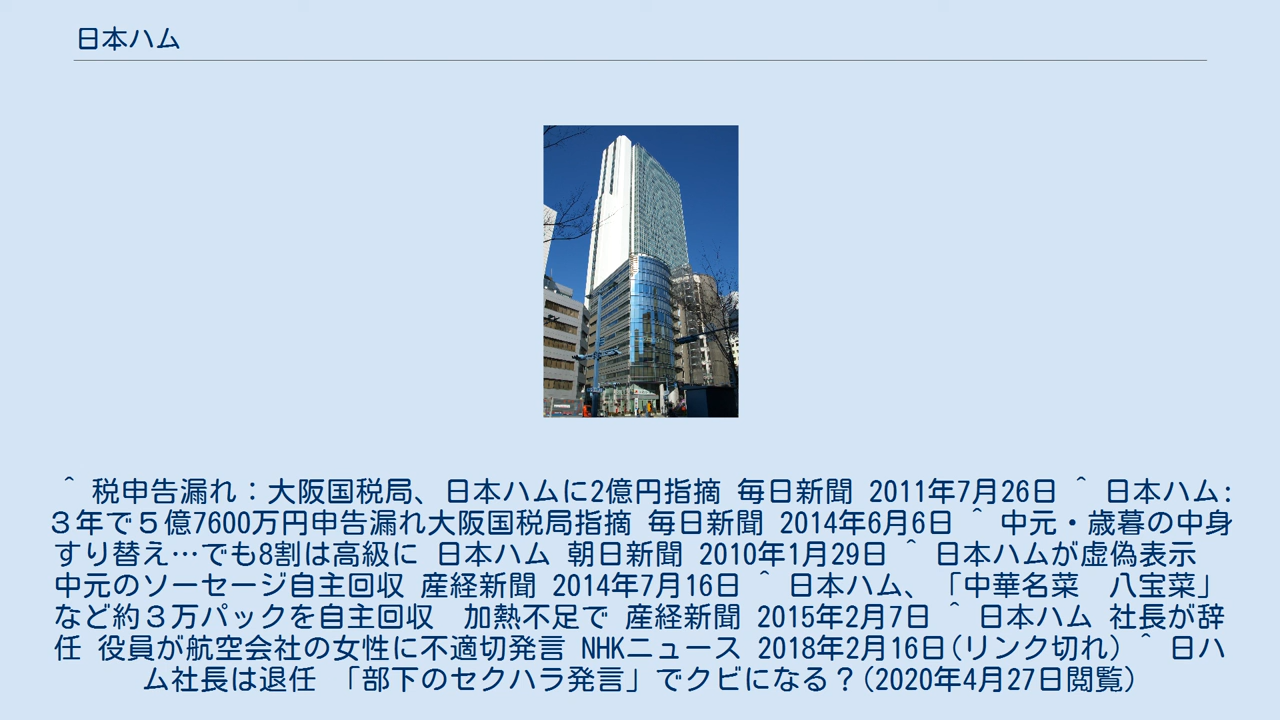 日本ハム
^ 税申告漏れ：大阪国税局、日本ハムに2億円指摘 毎日新聞 2011年7月26日 ^ 日本ハム:
３年で５億7600万円申告漏れ大阪国税局指摘 毎日新聞 2014年6月6日 ^ 中元・歳暮の中身
すり替え…でも8割は高級に 日本ハム 朝日新聞 2010年1月29日 ^ 日本ハムが虚偽表示
中元のソーセージ自主回収 産経新聞 2014年7月16日 ^ 日本ハム、「中華名菜　八宝菜」
など約３万パックを自主回収　加熱不足で 産経新聞 2015年2月7日 ^ 日本ハム 社長が辞
任 役員が航空会社の女性に不適切発言 NHKニュース 2018年2月16日(リンク切れ) ^ 日ハ
ム社長は退任 「部下のセクハラ発言」でクビになる？(2020年4月27日閲覧)